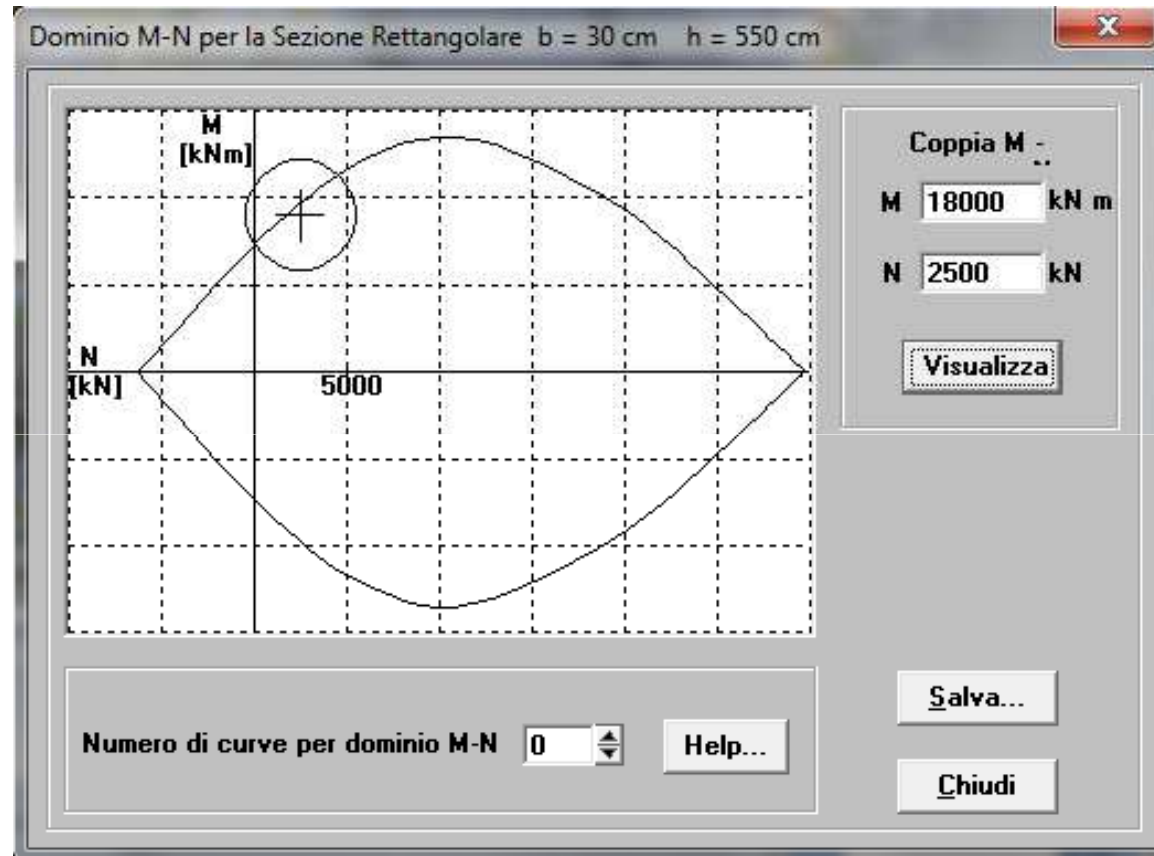 Dominio M-N per la Sezione Rettangolare b = 30 cm h = 550 cm
M
[kNm]
N
[kN]
5000
Coppia M -
M 18000 kN m
N 2500 kN
Visualizza
Numero di curve per dominio M-N 0 Help...
Salva...
Chiudi